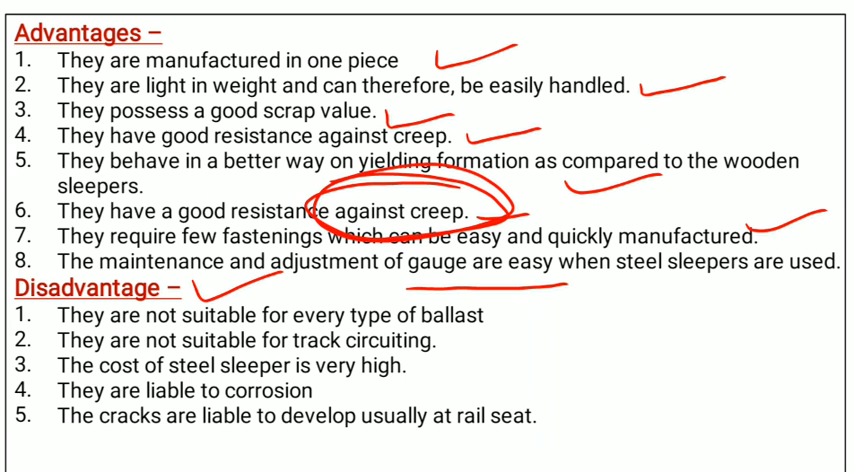 Advantages –
1. They are manufactured in one piece
2. They are light in weight and can therefore, be easily handled.
3. They possess a good scrap value.
4. They have good resistance against creep.
5. They behave in a better way on yielding formation as compared to the wooden
sleepers.
6. They have a good resistance against creep.
7. They require few fastenings which can be easy and quickly manufactured.
8. The maintenance and adjustment of gauge are easy when steel sleepers are used.
Disadvantage –
1. They are not suitable for every type of ballast
2. They are not suitable for track circuiting.
3. The cost of steel sleeper is very high.
4. They are liable to corrosion
5. The cracks are liable to develop usually at rail seat.